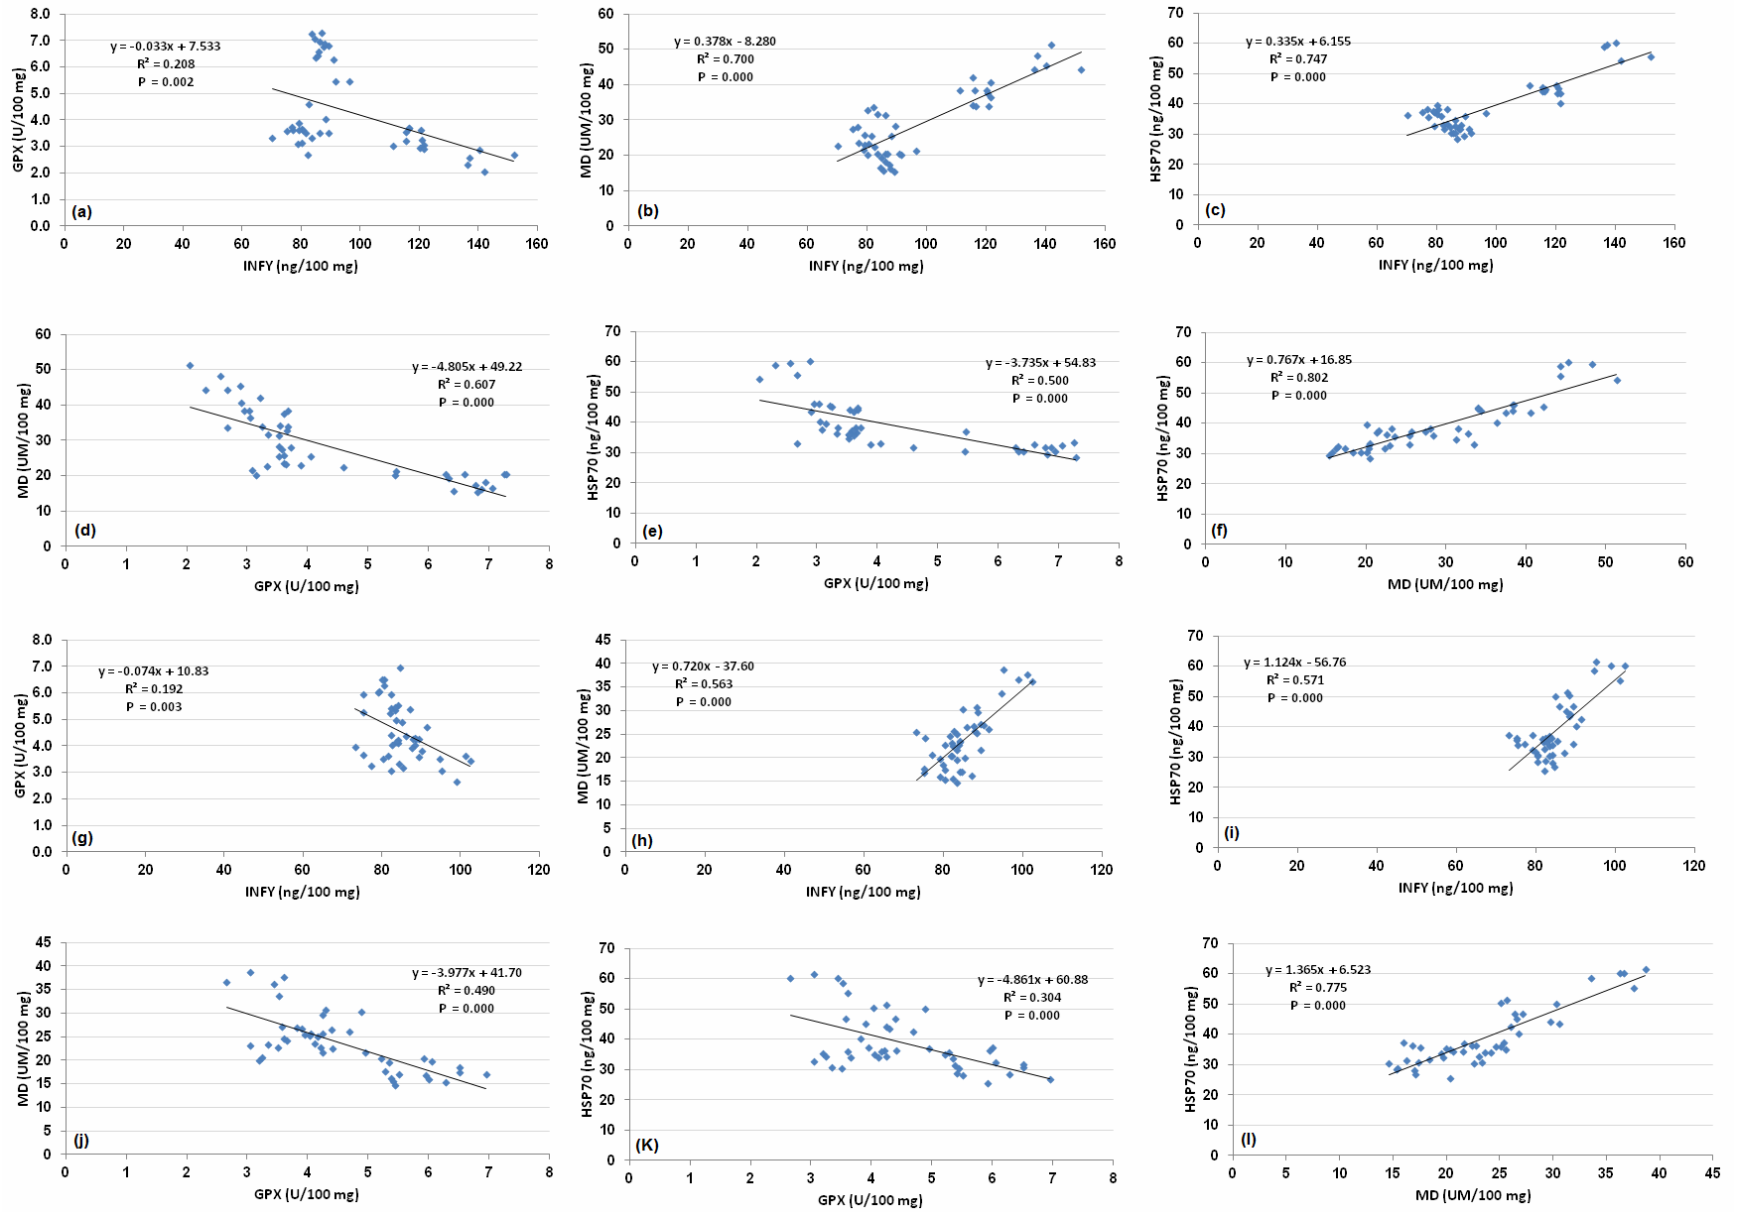 8.0
7.0
6.0
5.0
4.0
3.0
2.0
1.0
0.0
GPX (U/100 mg)
y = -0.033x + 7.533
R² = 0.208
P = 0.002
(a)
0 20 40 60 80 100 120 140 160
INFY (ng/100 mg)
60
50
40
30
20
10
0
MD (UM/100 mg)
y = 0.378x - 8.280
R² = 0.700
P = 0.000
(b)
0 20 40 60 80 100 120 140 160
INFY (ng/100 mg)
70
60
50
40
30
20
10
0
HSP70 (ng/100 mg)
y = 0.335x + 6.155
R² = 0.747
P = 0.000
(c)
0 20 40 60 80 100 120 140 160
INFY (ng/100 mg)
60
50
40
30
20
10
0
MD (UM/100 mg)
y = -4.805x + 49.22
R² = 0.607
P = 0.000
(d)
0 1 2 3 4 5 6 7 8
GPX (U/100 mg)
70
60
50
40
30
20
10
0
HSP70 (ng/100 mg)
y = -3.735x + 54.83
R² = 0.500
P = 0.000
(e)
0 1 2 3 4 5 6 7 8
GPX (U/100 mg)
70
60
50
40
30
20
10
0
HSP70 (ng/100 mg)
y = 0.767x + 16.85
R² = 0.802
P = 0.000
(f)
0 10 20 30 40 50 60
MD (UM/100 mg)
8.0
7.0
6.0
5.0
4.0
3.0
2.0
1.0
0.0
GPX (U/100 mg)
y = -0.074x + 10.83
R² = 0.192
P = 0.003
(g)
0 20 40 60 80 100 120
INFY (ng/100 mg)
45
40
35
30
25
20
15
10
5
0
MD (UM/100 mg)
y = 0.720x - 37.60
R² = 0.563
P = 0.000
(h)
0 20 40 60 80 100 120
INFY (ng/100 mg)
70
60
50
40
30
20
10
0
HSP70 (ng/100 mg)
y = 1.124x - 56.76
R² = 0.571
P = 0.000
(i)
0 20 40 60 80 100 120
INFY (ng/100 mg)
45
40
35
30
25
20
15
10
5
0
MD (UM/100 mg)
y = -3.977x + 41.70
R² = 0.490
P = 0.000
(j)
0 1 2 3 4 5 6 7 8
GPX (U/100 mg)
70
60
50
40
30
20
10
0
HSP70 (ng/100 mg)
y = -4.861x + 60.88
R² = 0.304
P = 0.000
(K)
0 1 2 3 4 5 6 7 8
GPX (U/100 mg)
70
60
50
40
30
20
10
0
HSP70 (ng/100 mg)
y = 1.365x + 6.523
R² = 0.775
P = 0.000
(l)
0 5 10 15 20 25 30 35 40 45
MD (UM/100 mg)